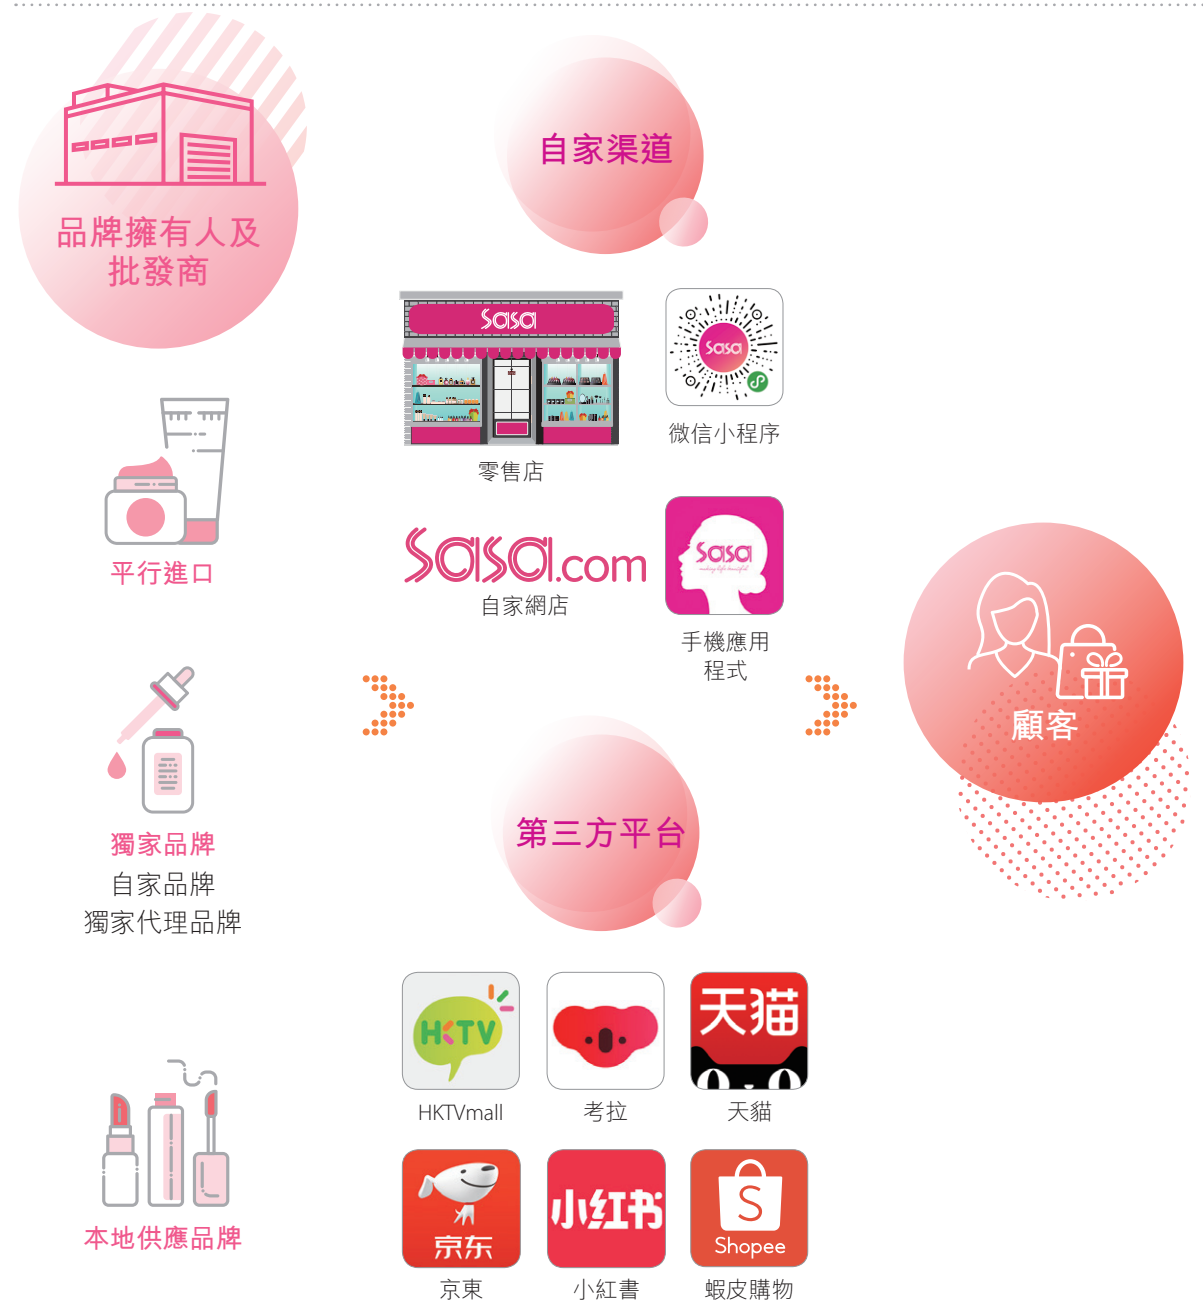 品牌擁有人及
批發商
平行進口
獨家品牌
自家品牌
獨家代理品牌
本地供應品牌
自家渠道
sasa
零售店
sasa
微信小程序
sasa.com
自家網店
sasa
making life beautiful
手機應用
程式
第三方平台
HKTV
HKTVmall
考拉
天猫
天貓
京东
京東
小红书
小紅書
S
Shopee
蝦皮購物
顧客